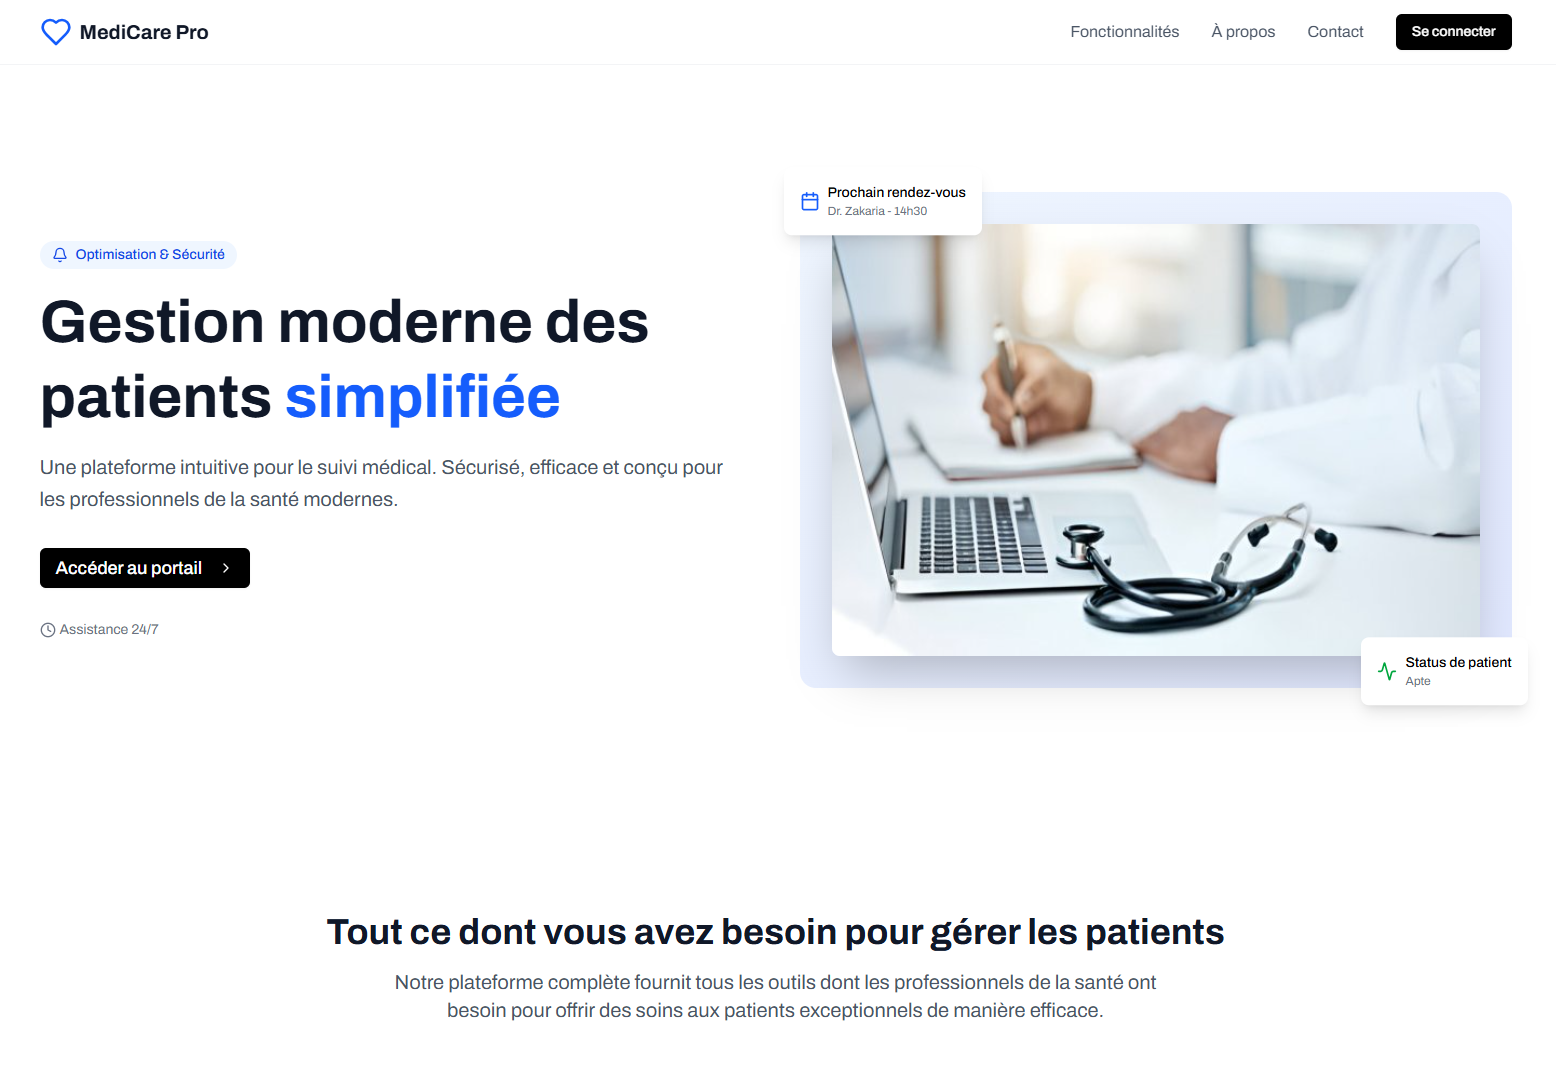 MediCare Pro
Fonctionnalités
À propos
Contact
Se connecter
Optimisation & Sécurité
Gestion moderne des
patients simplifiée
Une plateforme intuitive pour le suivi médical. Sécurisé, efficace et conçu pour
les professionnels de la santé modernes.
Accéder au portail
Assistance 24/7
Prochain rendez-vous
Dr. Zakaria - 14h30
Status de patient
Apte
Tout ce dont vous avez besoin pour gérer les patients
Notre plateforme complète fournit tous les outils dont les professionnels de la santé ont
besoin pour offrir des soins aux patients exceptionnels de manière efficace.